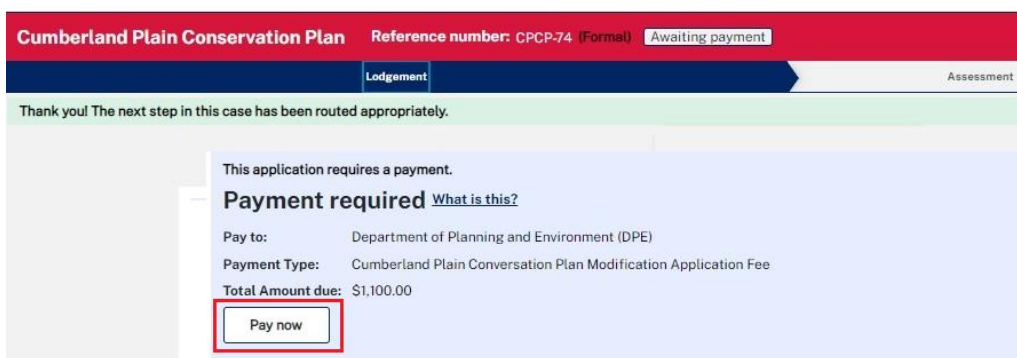 Cumberland Plain Conservation Plan Reference number: CPCP-74 (Formal) Awaiting payment
Lodgement Assessment
Thank you! The next step in this case has been routed appropriately.
This application requires a payment.
Payment required What is this?
Pay to: Department of Planning and Environment (DPE)
Payment Type: Cumberland Plain Conversation Plan Modification Application Fee
Total Amount due: $1,100.00
Pay now